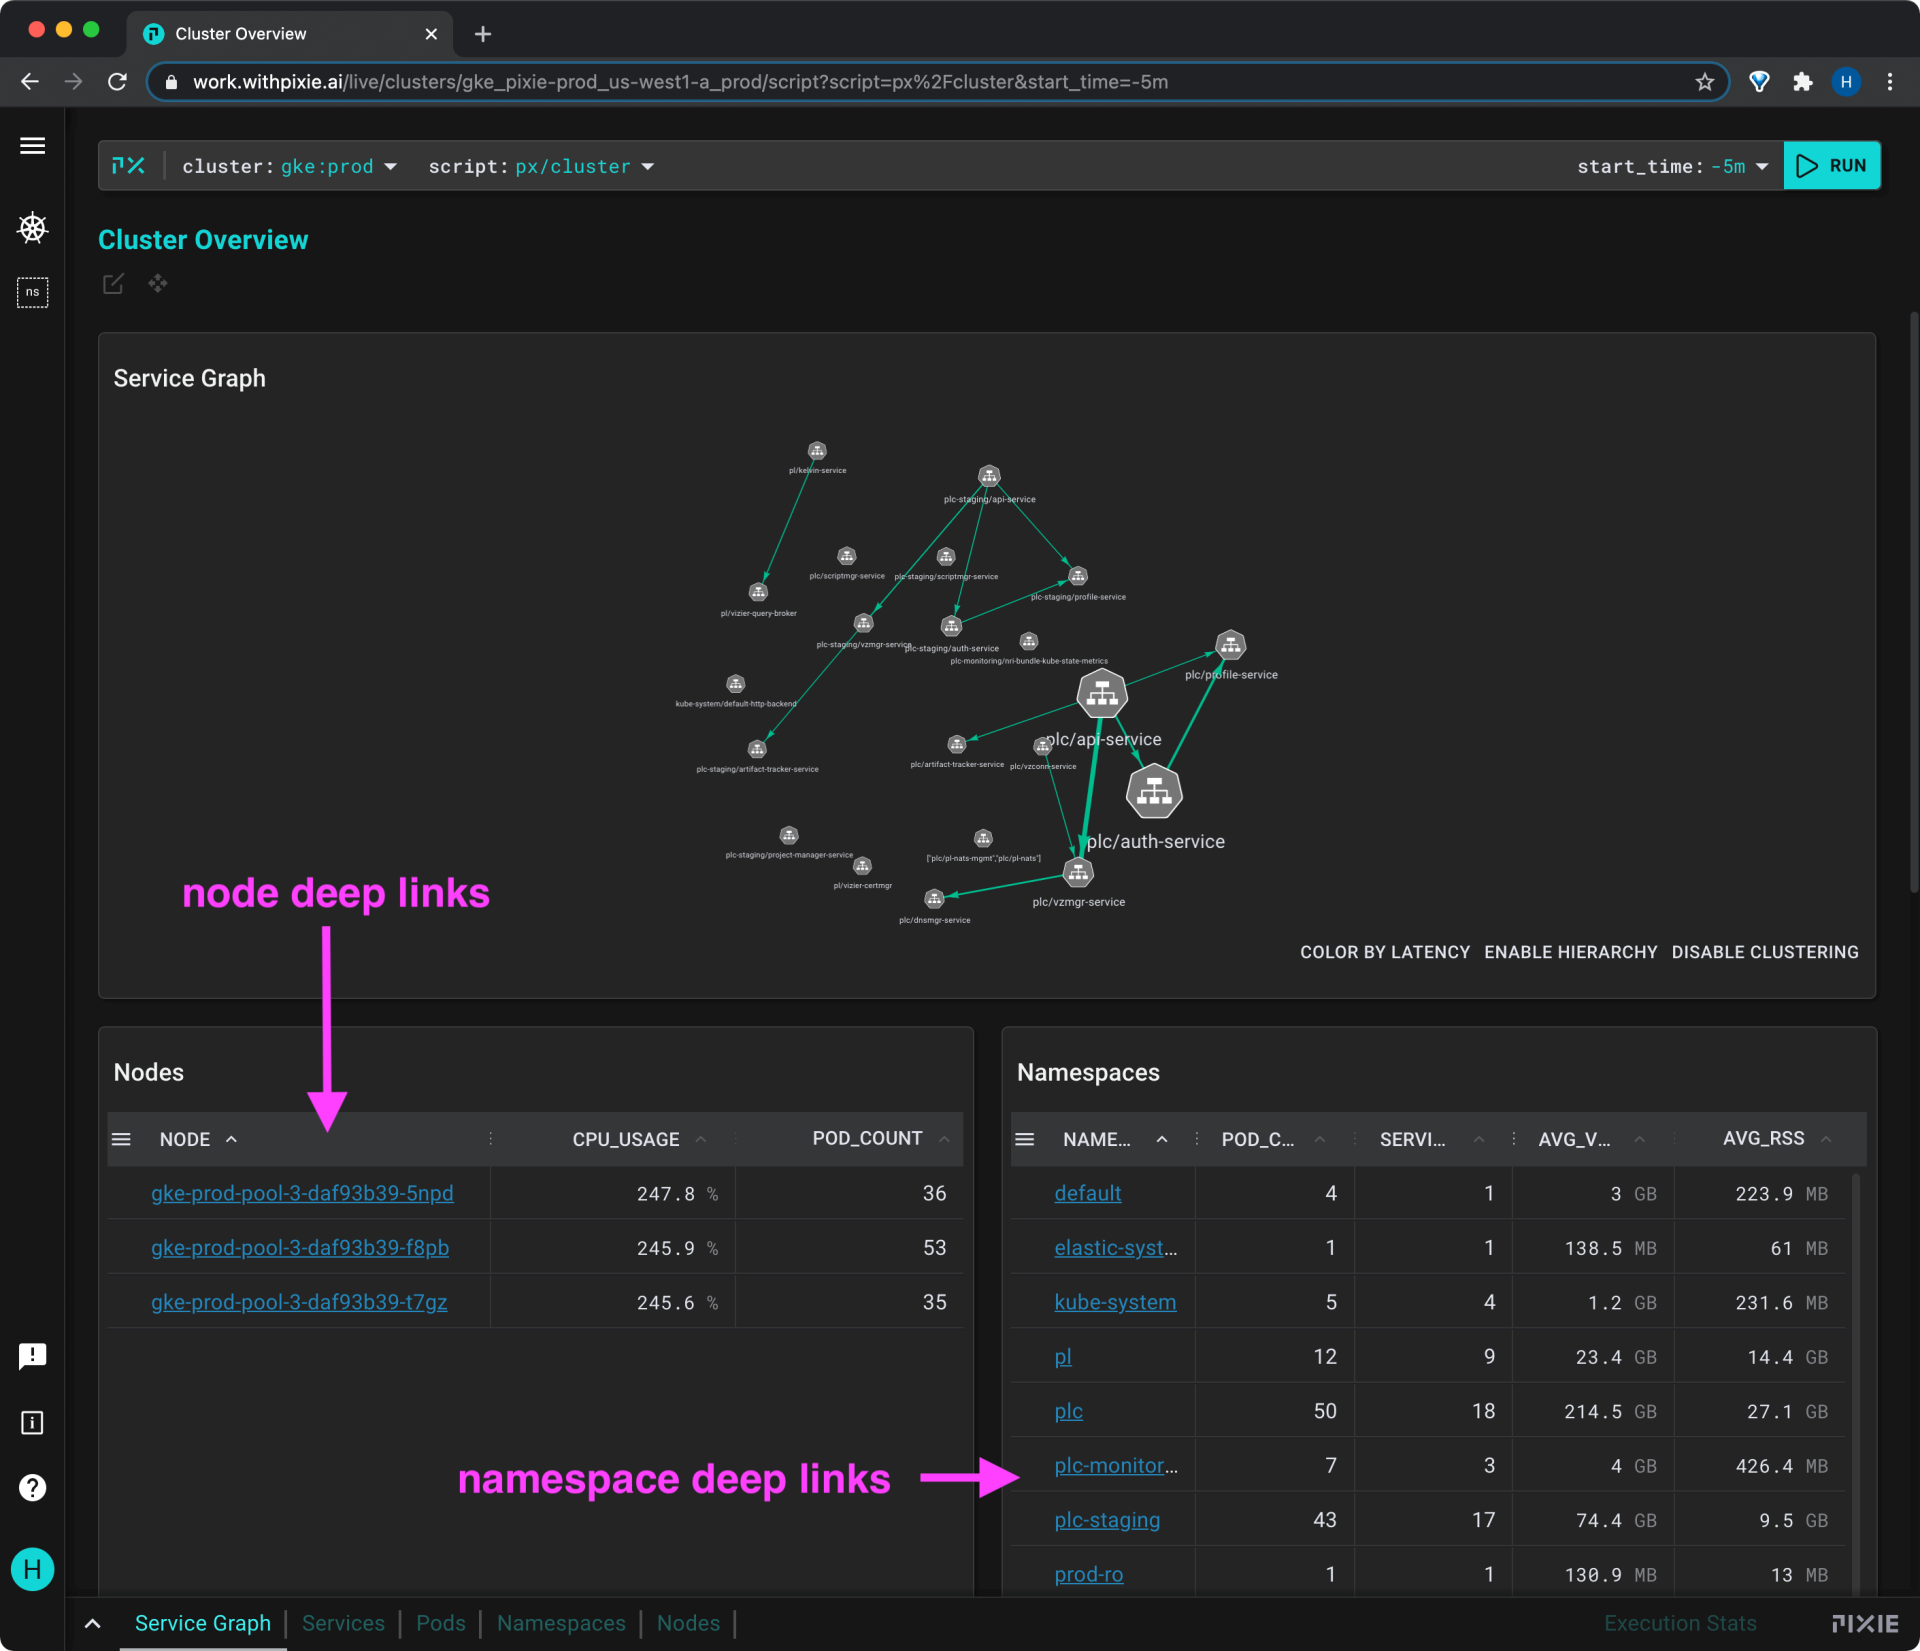 Cluster Overview
work.withpixie.ai/live/clusters/gke_pixie-prod_us-west1-a_prod/script?script=px%2Fcluster&start_time=-5m
H
cluster: gke:prod script: px/cluster start_time: -5m RUN
Cluster Overview
ns
Service Graph
pl/kelvin-service
plc-staging/api-service
plc/scriptmgr-service
plc-staging/scriptmgr-service
plc-staging/profile-service
pl/vizier-query-broker
plc-staging/vzmgr-service
plc-staging/auth-service
plc-monitoring/nri-bundle-kube-state-metrics
plc/profile-service
kube-system/default-http-backend
plc/api-service
plc-staging/artifact-tracker-service
plc/artifact-tracker-service
plc/vzconn-service
plc/auth-service
plc-staging/project-manager-service
["plc/pl-nats-mgmt","plc/pl-nats"]
pl/vizier-certmgr
plc/vzmgr-service
plc/dnsmgr-service
node deep links
COLOR BY LATENCY ENABLE HIERARCHY DISABLE CLUSTERING
Nodes
NODE CPU_USAGE POD_COUNT
gke-prod-pool-3-daf93b39-5npd 247.8 % 36
gke-prod-pool-3-daf93b39-f8pb 245.9 % 53
gke-prod-pool-3-daf93b39-t7gz 245.6 % 35
Namespaces
NAME... POD_C... SERVI... AVG_V... AVG_RSS
default 4 1 3 GB 223.9 MB
elastic-syst... 1 1 138.5 MB 61 MB
kube-system 5 4 1.2 GB 231.6 MB
pl 12 9 23.4 GB 14.4 GB
plc 50 18 214.5 GB 27.1 GB
plc-monitor... 7 3 4 GB 426.4 MB
plc-staging 43 17 74.4 GB 9.5 GB
prod-ro 1 1 130.9 MB 13 MB
namespace deep links
H
Service Graph Services Pods Namespaces Nodes Execution Stats PIXIE